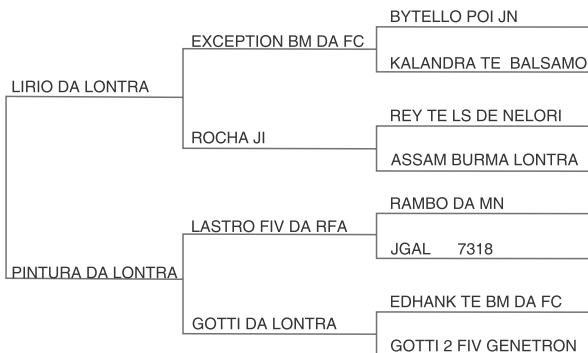 BYTELLO POI JN
EXCEPTION BM DA FC
KALANDRA TE BALSAMO
LIRIO DA LONTRA
REY TE LS DE NELORI
ROCHA JI
ASSAM BURMA LONTRA
RAMBO DA MN
LASTRO FIV DA RFA
JGAL 7318
PINTURA DA LONTRA
EDHANK TE BM DA FC
GOTTI DA LONTRA
GOTTI 2 FIV GENETRON